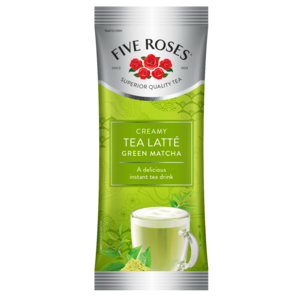 FIVE ROSES
SUPERIOR QUALITY TEA
CREAMY
TEA LATTÉ
GREEN MATCHA
A delicious
instant tea drink